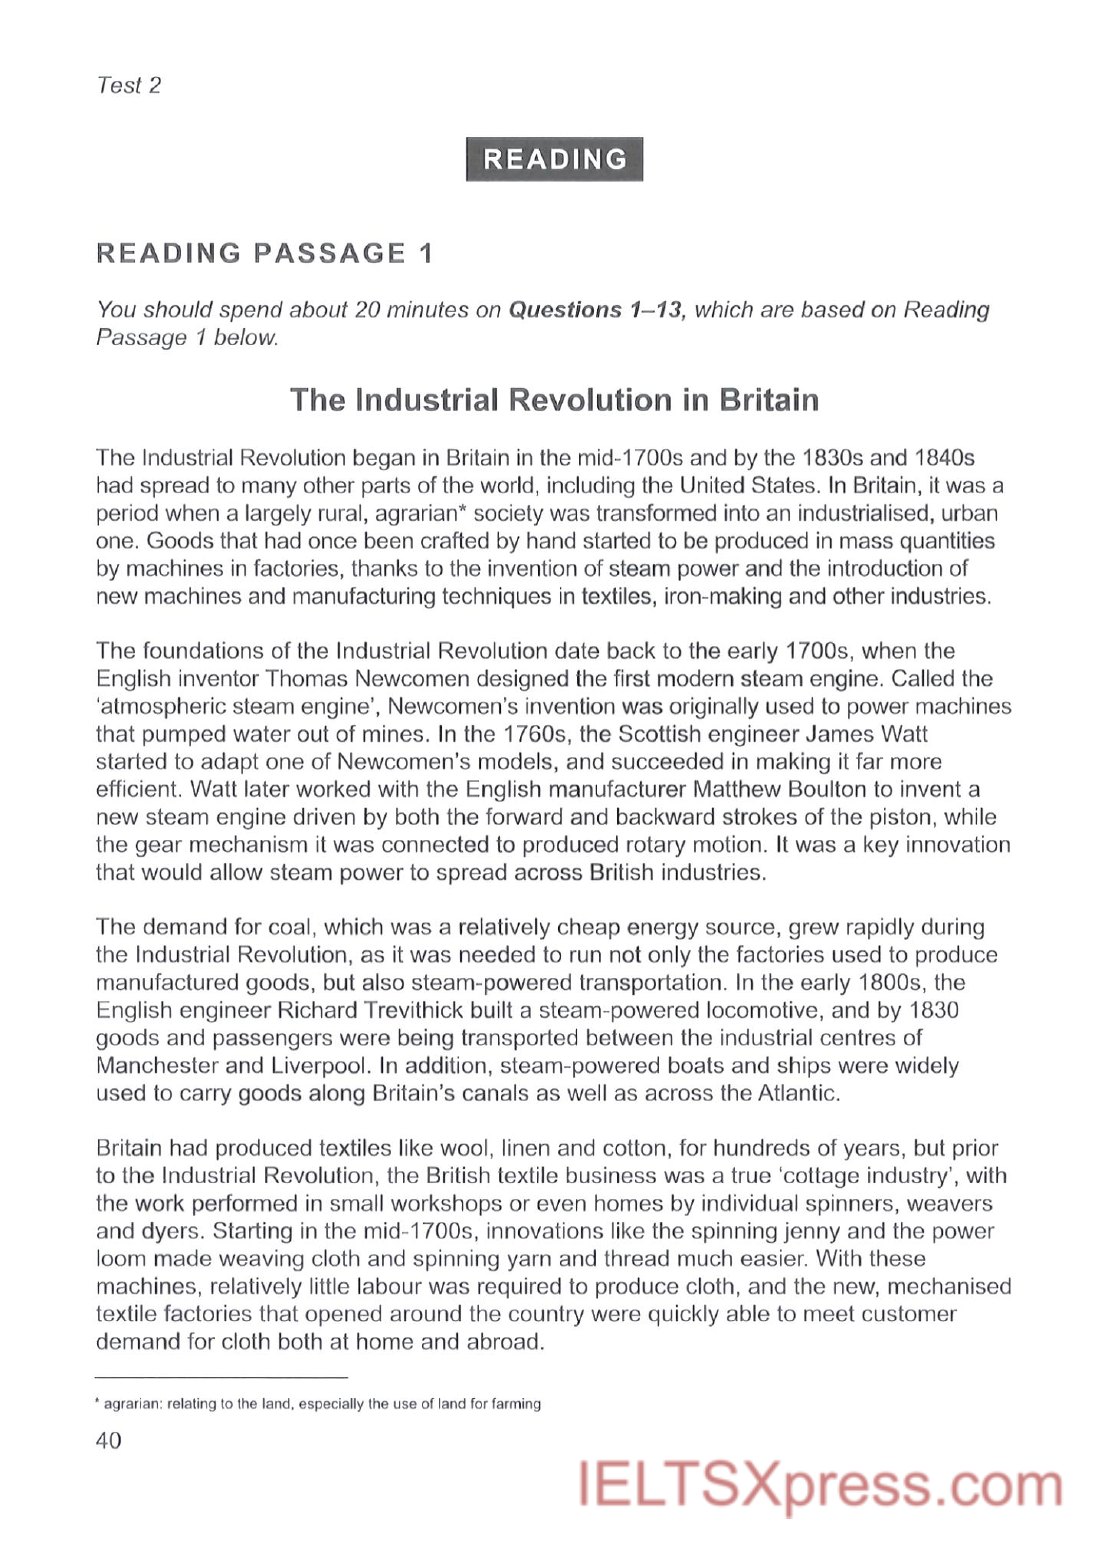 Test 2
READING
READING PASSAGE 1
You should spend about 20 minutes on Questions 1–13, which are based on Reading
Passage 1 below.
The Industrial Revolution in Britain
The Industrial Revolution began in Britain in the mid-1700s and by the 1830s and 1840s
had spread to many other parts of the world, including the United States. In Britain, it was a
period when a largely rural, agrarian* society was transformed into an industrialised, urban
one. Goods that had once been crafted by hand started to be produced in mass quantities
by machines in factories, thanks to the invention of steam power and the introduction of
new machines and manufacturing techniques in textiles, iron-making and other industries.
The foundations of the Industrial Revolution date back to the early 1700s, when the
English inventor Thomas Newcomen designed the first modern steam engine. Called the
‘atmospheric steam engine’, Newcomen’s invention was originally used to power machines
that pumped water out of mines. In the 1760s, the Scottish engineer James Watt
started to adapt one of Newcomen’s models, and succeeded in making it far more
efficient. Watt later worked with the English manufacturer Matthew Boulton to invent a
new steam engine driven by both the forward and backward strokes of the piston, while
the gear mechanism it was connected to produced rotary motion. It was a key innovation
that would allow steam power to spread across British industries.
The demand for coal, which was a relatively cheap energy source, grew rapidly during
the Industrial Revolution, as it was needed to run not only the factories used to produce
manufactured goods, but also steam-powered transportation. In the early 1800s, the
English engineer Richard Trevithick built a steam-powered locomotive, and by 1830
goods and passengers were being transported between the industrial centres of
Manchester and Liverpool. In addition, steam-powered boats and ships were widely
used to carry goods along Britain’s canals as well as across the Atlantic.
Britain had produced textiles like wool, linen and cotton, for hundreds of years, but prior
to the Industrial Revolution, the British textile business was a true ‘cottage industry’, with
the work performed in small workshops or even homes by individual spinners, weavers
and dyers. Starting in the mid-1700s, innovations like the spinning jenny and the power
loom made weaving cloth and spinning yarn and thread much easier. With these
machines, relatively little labour was required to produce cloth, and the new, mechanised
textile factories that opened around the country were quickly able to meet customer
demand for cloth both at home and abroad.
* agrarian: relating to the land, especially the use of land for farming
40
IELTSXpress.com